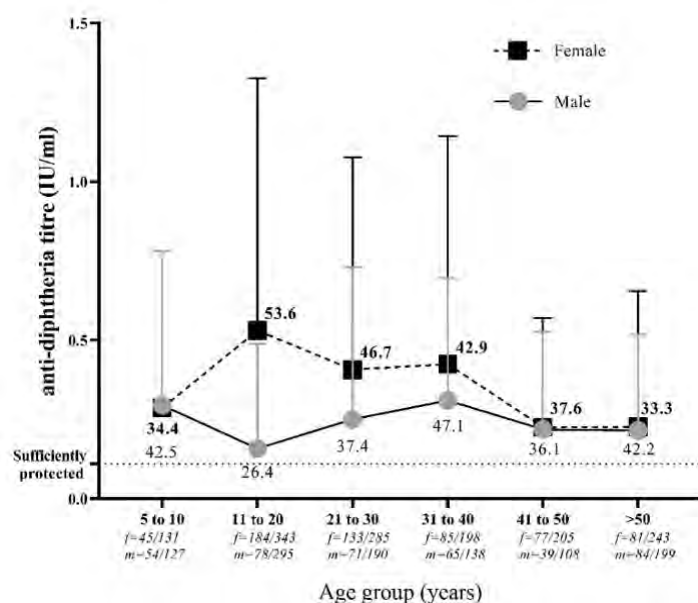 1.5
Female
Male
anti-diphtheria titre (IU/ml)
1.0
53.6
46.7
42.9
0.5
34.4
42.5
26.4
37.4
47.1
37.6
36.1
33.3
42.2
Sufficiently
protected
0.0
5 to 10 11 to 20 21 to 30 31 to 40 41 to 50 >50
f=45/131 f=184/343 f=133/285 f=85/198 f=77/205 f=81/243
m=54/127 m=78/295 m=71/190 m=65/138 m=39/108 m=84/199
Age group (years)